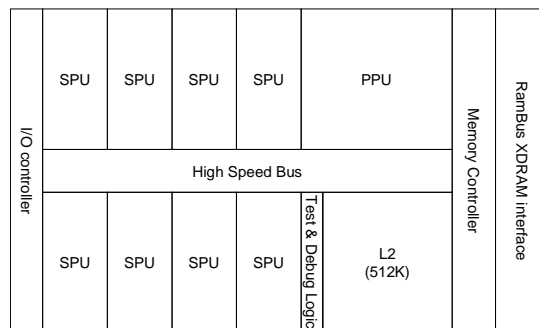 I/O controller
SPU SPU SPU SPU PPU
Memory Controller
RamBus XDRAM interface
High Speed Bus
SPU SPU SPU SPU
Test & Debug Logic
L2
(512K)